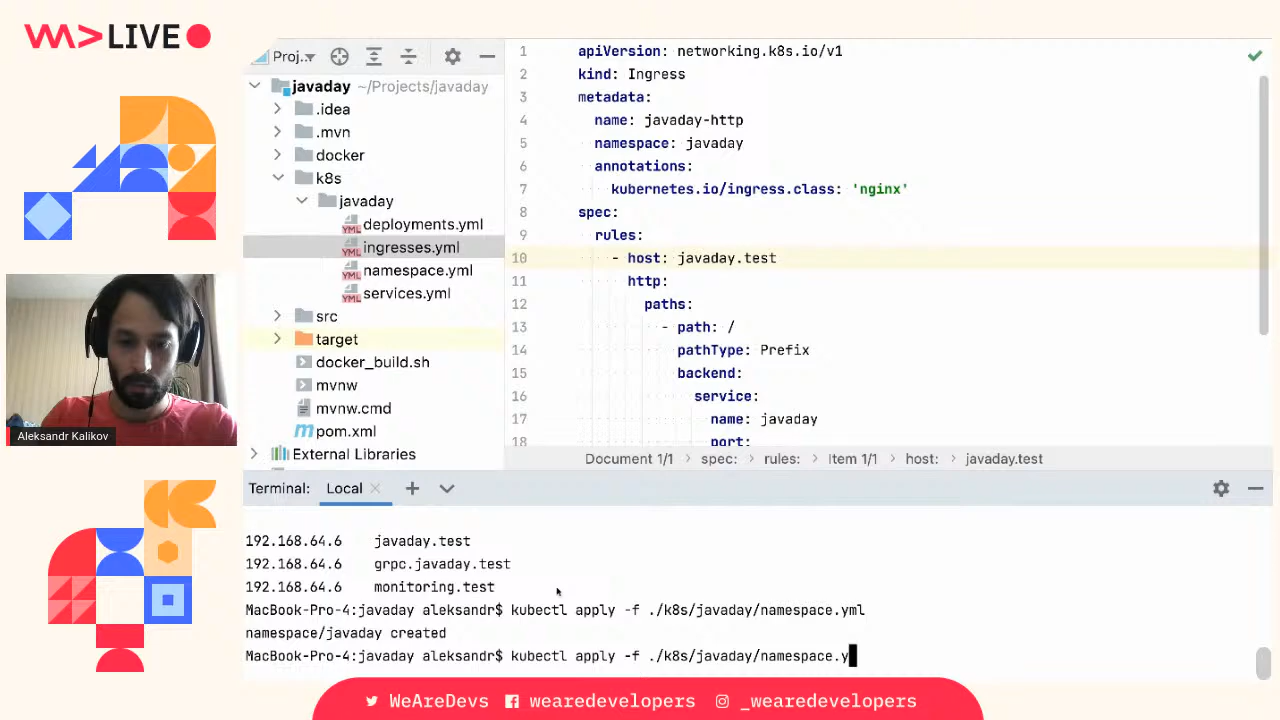 WA>LIVE
Proj..
javaday ~/Projects/javaday
.idea
.mvn
docker
k8s
javaday
YML deployments.yml
YML ingresses.yml
YML namespace.yml
YML services.yml
src
target
docker_build.sh
mvnw
mvnw.cmd
m pom.xml
External Libraries
1 apiVersion: networking.k8s.io/v1
2 kind: Ingress
3 metadata:
4 name: javaday-http
5 namespace: javaday
6 annotations:
7 kubernetes.io/ingress.class: 'nginx'
8 spec:
9 rules:
10 - host: javaday.test
11 http:
12 paths:
13 - path: /
14 pathType: Prefix
15 backend:
16 service:
17 name: javaday
18 port:
Document 1/1 > spec: > rules: > Item 1/1 > host: > javaday.test
Aleksandr Kalikov
Terminal: Local × +
192.168.64.6 javaday.test
192.168.64.6 grpc.javaday.test
192.168.64.6 monitoring.test
MacBook-Pro-4:javaday aleksandr$ kubectl apply -f ./k8s/javaday/namespace.yml
namespace/javaday created
MacBook-Pro-4:javaday aleksandr$ kubectl apply -f ./k8s/javaday/namespace.y
WeAreDevs wearedevelopers _wearedevelopers